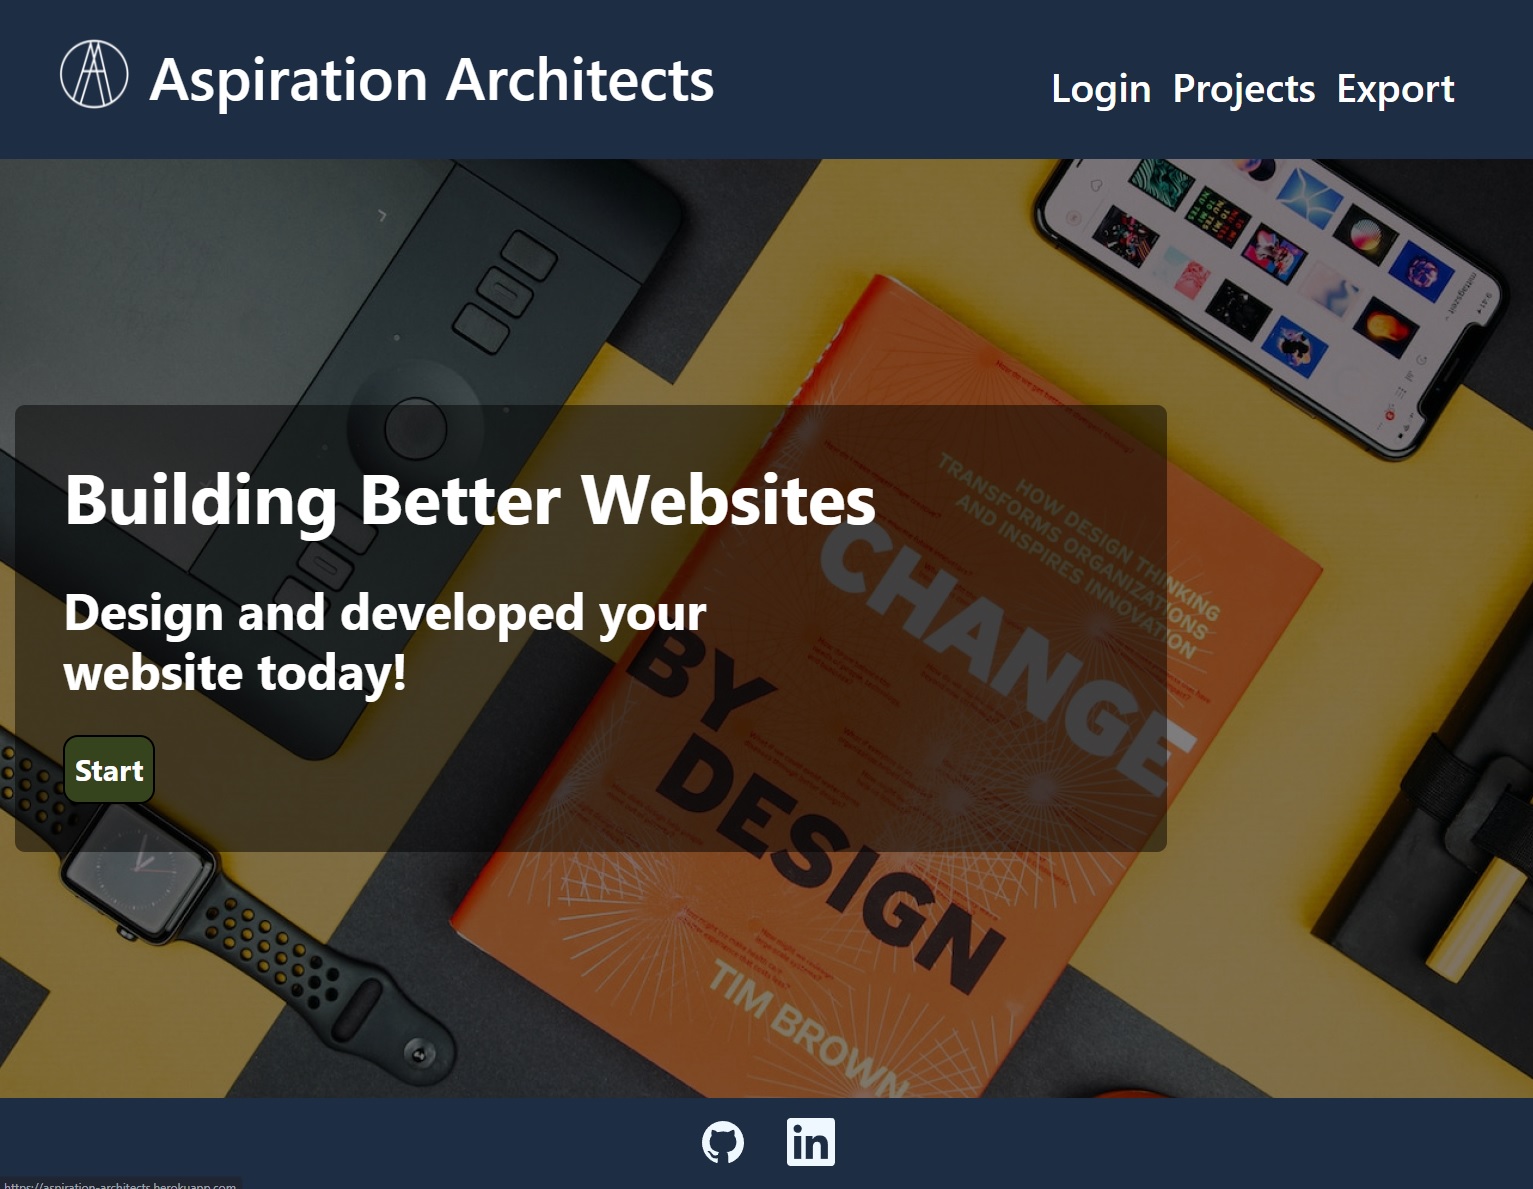 Aspiration Architects
Login Projects Export
Building Better Websites
Design and developed your
website today!
Start
HOW DESIGN THINKING
TRANSFORMS ORGANIZATIONS
AND INSPIRES INNOVATION
CHANGE
BY
DESIGN
TIM BROWN
in
https://aspiration-architects.herokuapp.com